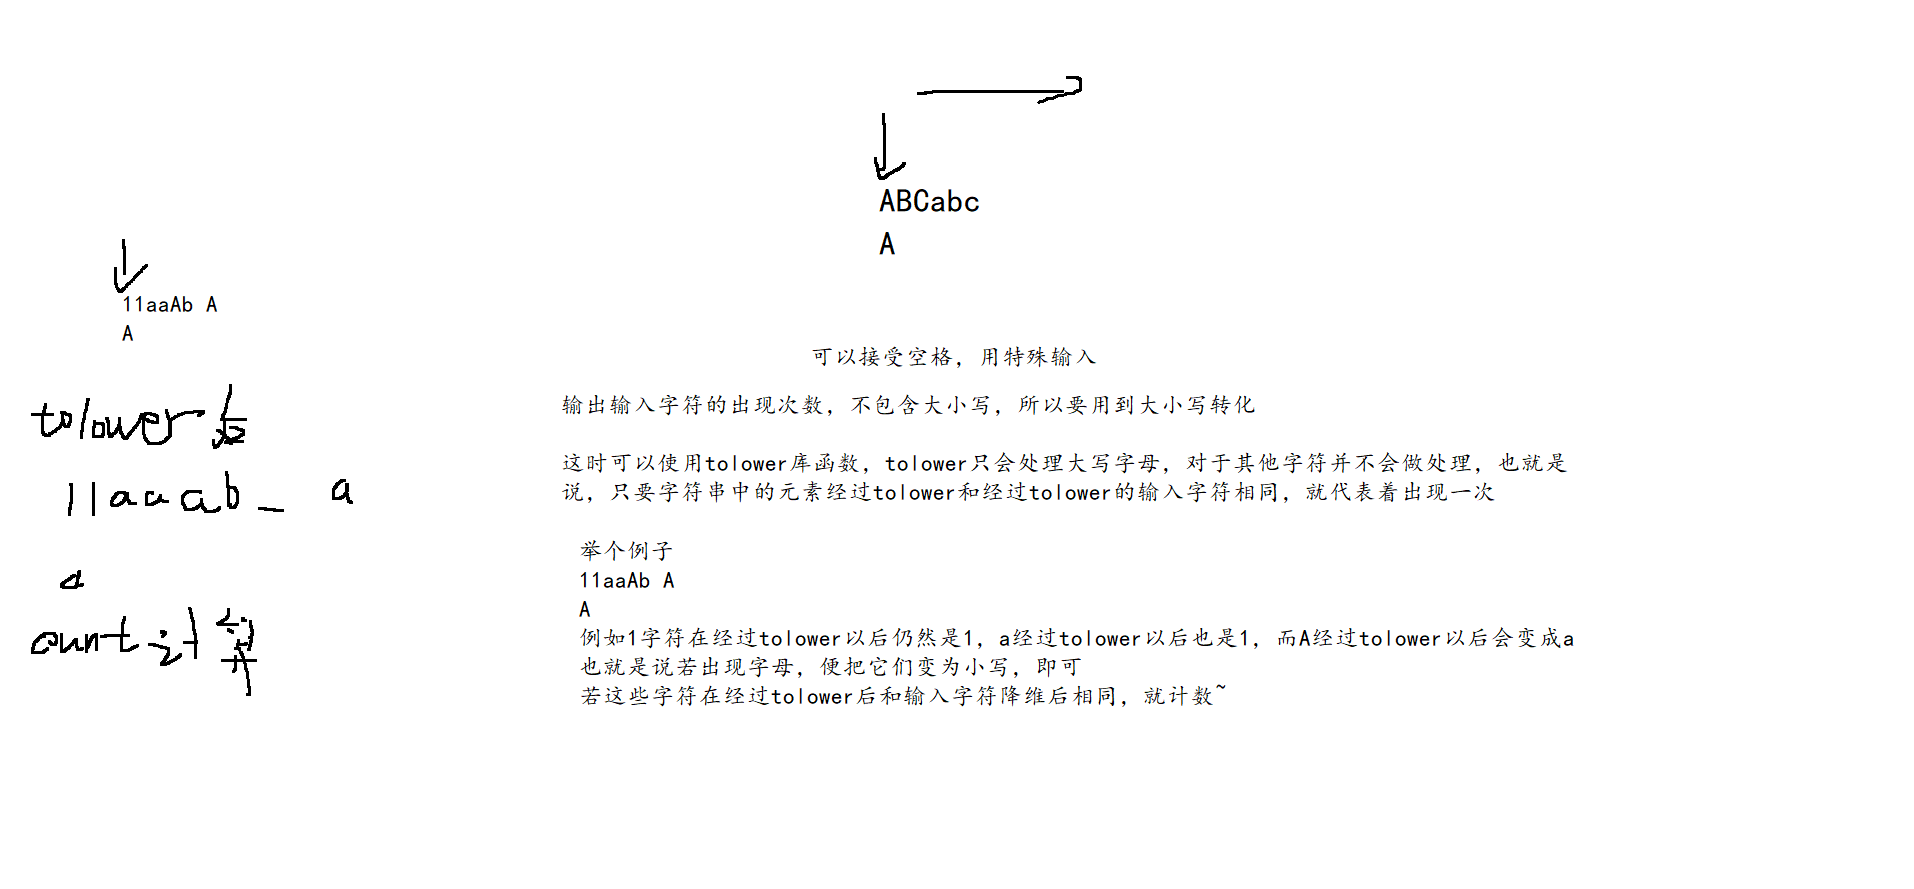 ABCabc
A
11aaAb A
A
tolower后
11aaab_ a
a
count计算
可以接受空格，用特殊输入
输出输入字符的出现次数，不包含大小写，所以要用到大小写转化
这时可以使用tolower库函数，tolower只会处理大写字母，对于其他字符并不会做处理，也就是
说，只要字符串中的元素经过tolower和经过tolower的输入字符相同，就代表着出现一次
举个例子
11aaAb A
A
例如1字符在经过tolower以后仍然是1，a经过tolower以后也是1，而A经过tolower以后会变成a
也就是说若出现字母，便把它们变为小写，即可
若这些字符在经过tolower后和输入字符降维后相同，就计数~